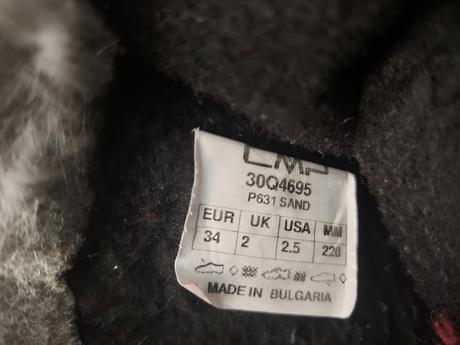 CMP
30Q4695
P631 SAND
EUR UK USA MM
34 2 2.5 220
MADE IN BULGARIA